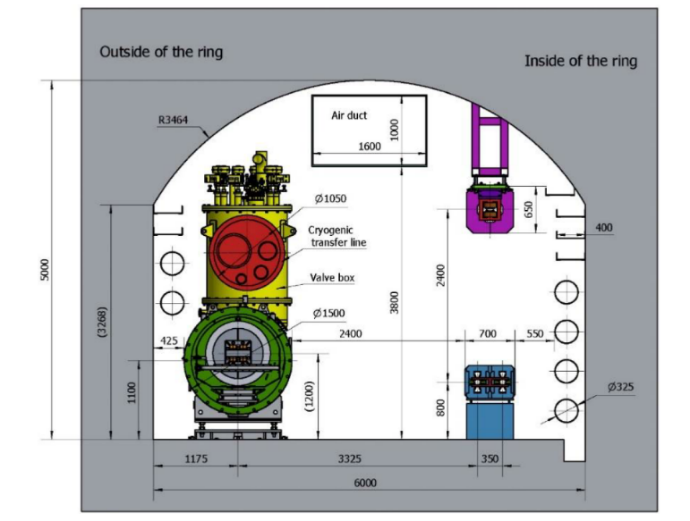 Outside of the ring
Inside of the ring
R3464
Air duct
1000
1600
Ø1050
650
Cryogenic
transfer line
400
Valve box
5000
(3268)
2400
3800
Ø1500
425
2400
700
550
1100
(1200)
800
Ø325
1175
3325
350
6000